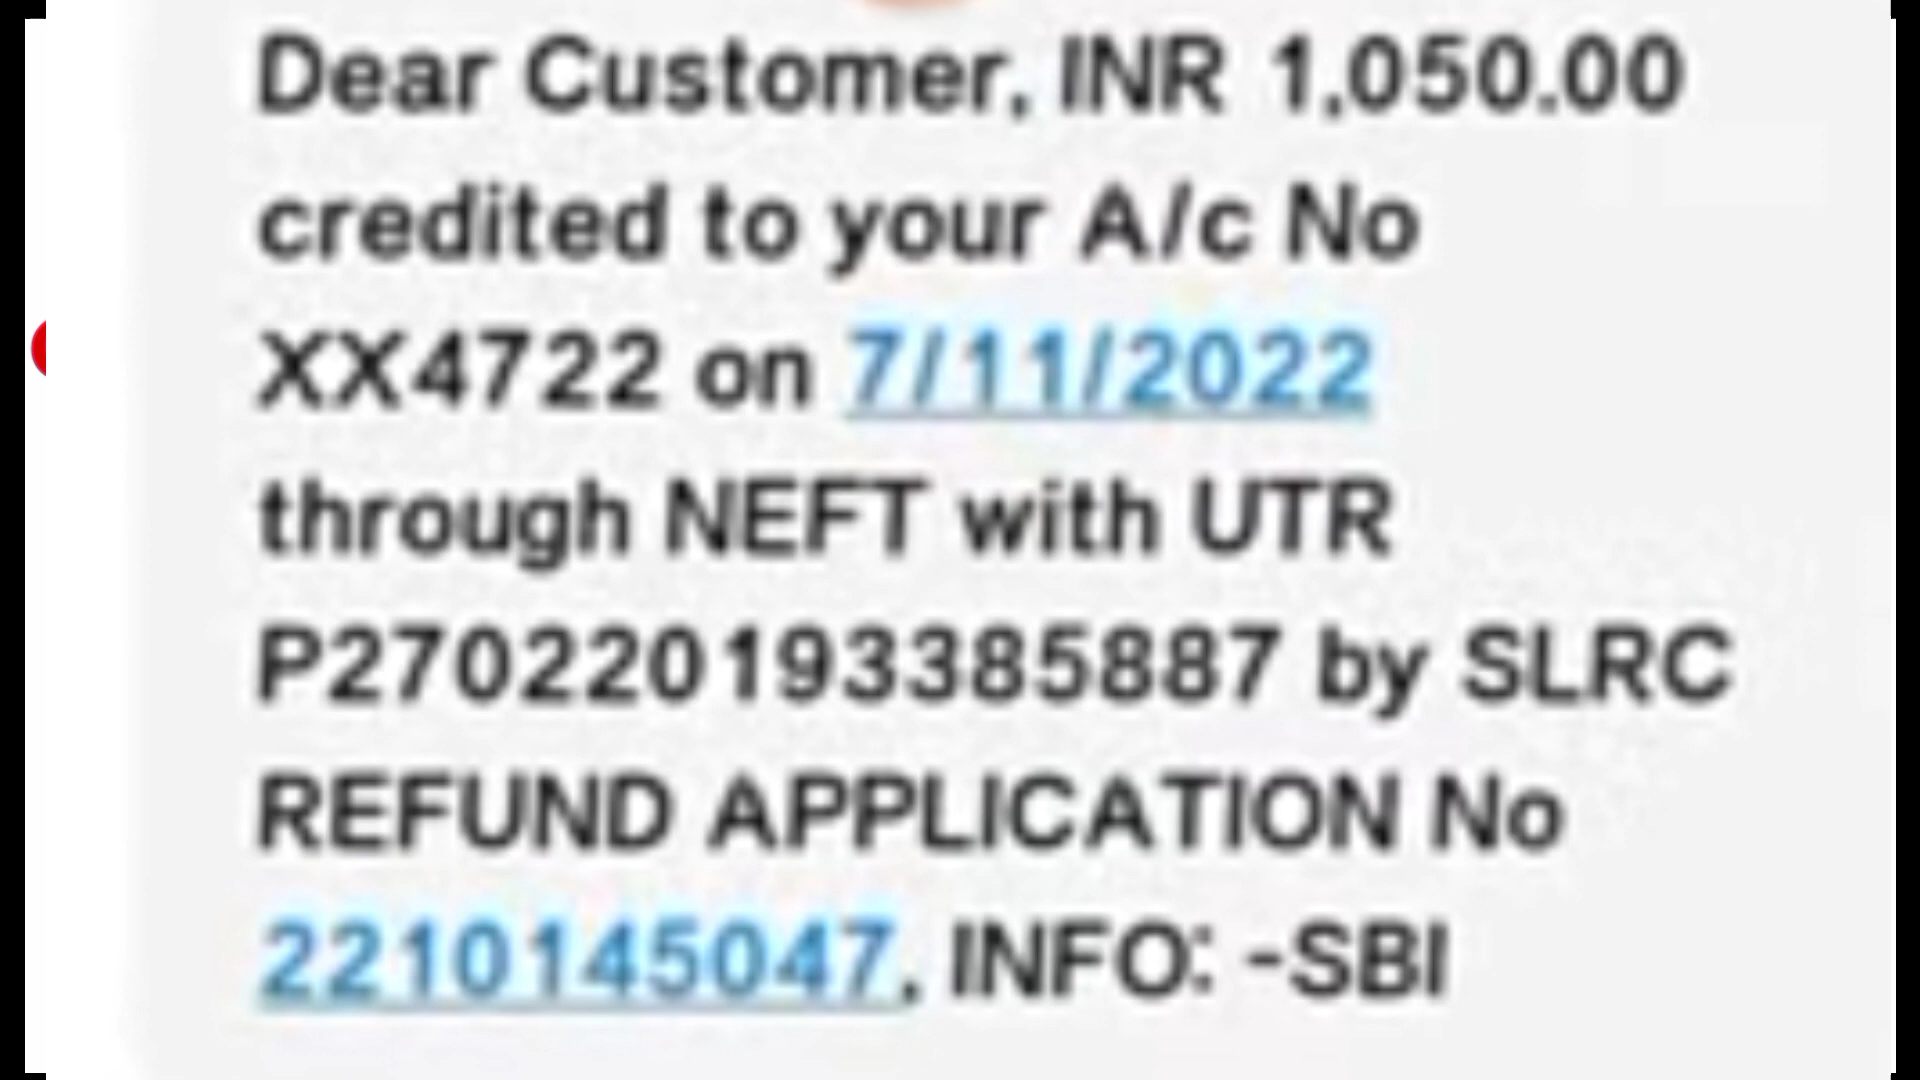 Dear Customer, INR 1,050.00
credited to your A/c No
XX4722 on 7/11/2022
through NEFT with UTR
P270220193385887 by SLRC
REFUND APPLICATION No
2210145047, INFO: -SBI